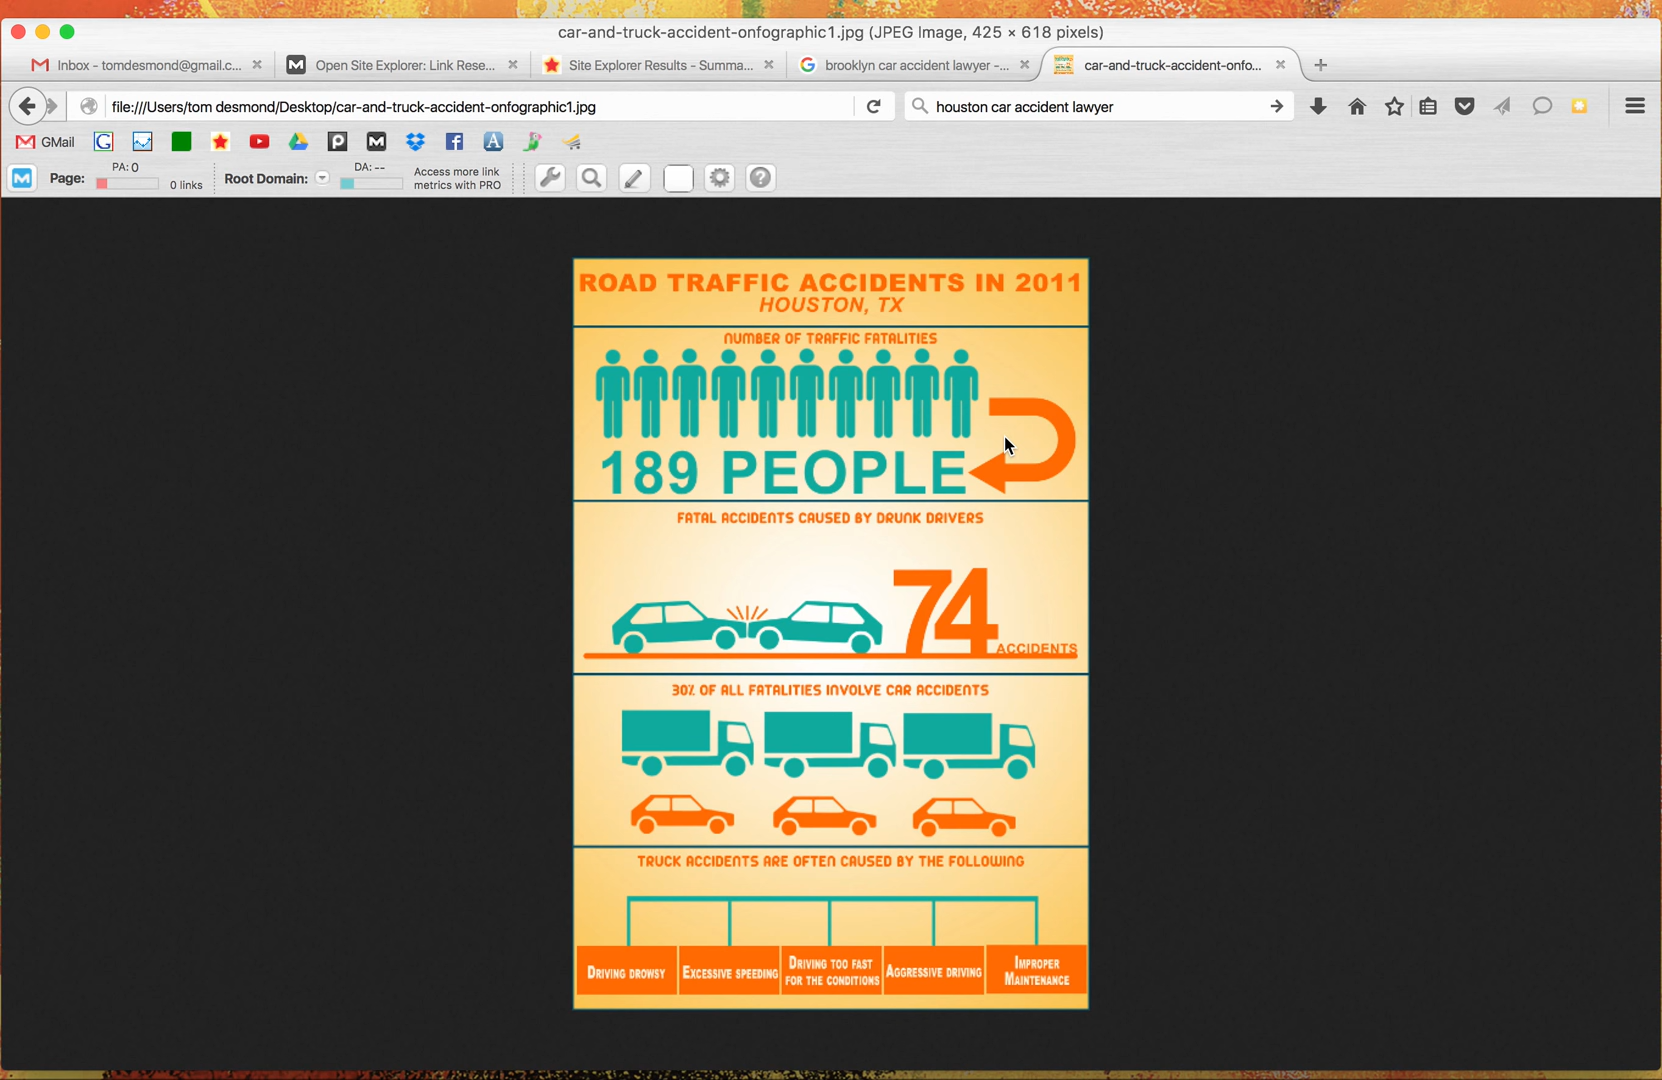 car-and-truck-accident-onfographic1.jpg (JPEG Image, 425 × 618 pixels)
Inbox - tomdesmond@gmail.c...
Open Site Explorer: Link Rese...
Site Explorer Results - Summa...
brooklyn car accident lawyer -...
car-and-truck-accident-onfo...
file:///Users/tom desmond/Desktop/car-and-truck-accident-onfographic1.jpg
houston car accident lawyer
GMail
Page:
PA: 0
0 links
Root Domain:
DA: --
Access more link
metrics with PRO
ROAD TRAFFIC ACCIDENTS IN 2011
HOUSTON, TX
NUMBER OF TRAFFIC FATALITIES
189 PEOPLE
FATAL ACCIDENTS CAUSED BY DRUNK DRIVERS
74
ACCIDENTS
30% OF ALL FATALITIES INVOLVE CAR ACCIDENTS
TRUCK ACCIDENTS ARE OFTEN CAUSED BY THE FOLLOWING
DRIVING DROWSY
EXCESSIVE SPEEDING
DRIVING TOO FAST
FOR THE CONDITIONS
AGGRESSIVE DRIVING
IMPROPER
MAINTENANCE